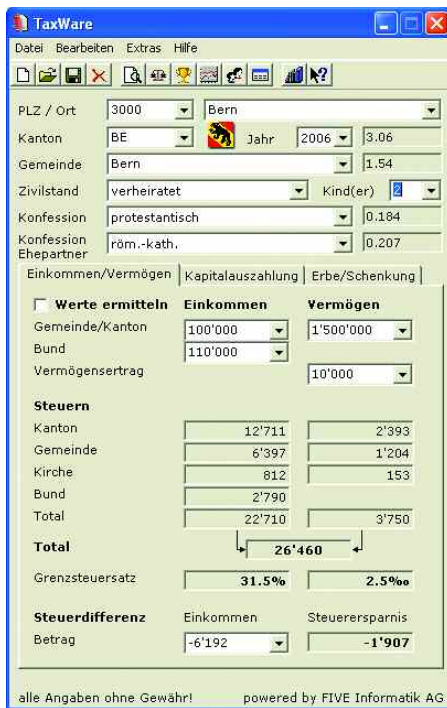 TaxWare
Datei Bearbeiten Extras Hilfe
PLZ / Ort 3000 Bern
Kanton BE Jahr 2006 3.06
Gemeinde Bern 1.54
Zivilstand verheiratet Kind(er) 2
Konfession protestantisch 0.184
Konfession Ehepartner röm.-kath. 0.207
Einkommen/Vermögen Kapitalauszahlung Erbe/Schenkung
Werte ermitteln Einkommen Vermögen
Gemeinde/Kanton 100'000 1'500'000
Bund 110'000
Vermögensertrag 10'000
Steuern
Kanton 12'711 2'393
Gemeinde 6'397 1'204
Kirche 812 153
Bund 2'790
Total 22'710 3'750
Total 26'460
Grenzsteuersatz 31.5% 2.5‰
Steuerdifferenz Einkommen Steuerersparnis
Betrag -6'192 -1'907
alle Angaben ohne Gewähr! powered by FIVE Informatik AG